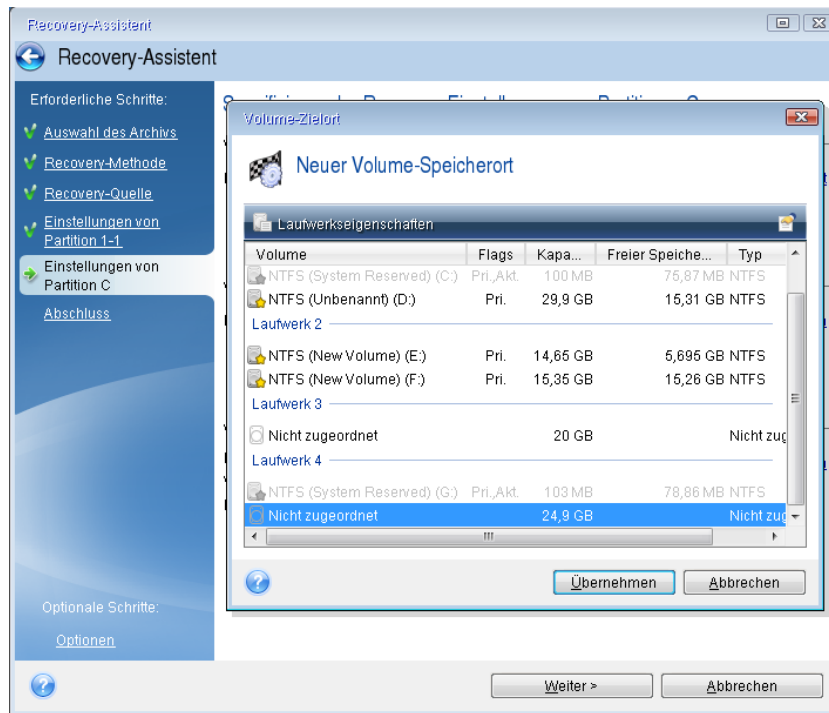 Recovery-Assistent
Recovery-Assistent
Erforderliche Schritte:
Auswahl des Archivs
Recovery-Methode
Recovery-Quelle
Einstellungen von
Partition 1-1
Einstellungen von
Partition C
Abschluss
Optionale Schritte:
Optionen
Volume-Zielort
Neuer Volume-Speicherort
Laufwerkseigenschaften
Volume Flags Kapa... Freier Speiche... Typ
NTFS (System Reserved) (C:) Pri.,Akt. 100 MB 75,87 MB NTFS
NTFS (Unbenannt) (D:) Pri. 29,9 GB 15,31 GB NTFS
Laufwerk 2
NTFS (New Volume) (E:) Pri. 14,65 GB 5,695 GB NTFS
NTFS (New Volume) (F:) Pri. 15,35 GB 15,26 GB NTFS
Laufwerk 3
Nicht zugeordnet 20 GB Nicht zug
Laufwerk 4
NTFS (System Reserved) (G:) Pri.,Akt. 103 MB 78,86 MB NTFS
Nicht zugeordnet 24,9 GB Nicht zug
Übernehmen Abbrechen
Weiter > Abbrechen